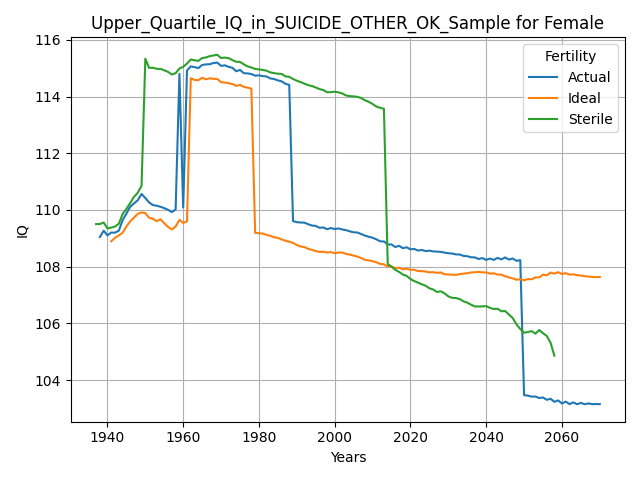 Upper_Quartile_IQ_in_SUICIDE_OTHER_OK_Sample for Female
116
114
112
110
108
106
104
IQ
Fertility
Actual
Ideal
Sterile
1940 1960 1980 2000 2020 2040 2060
Years